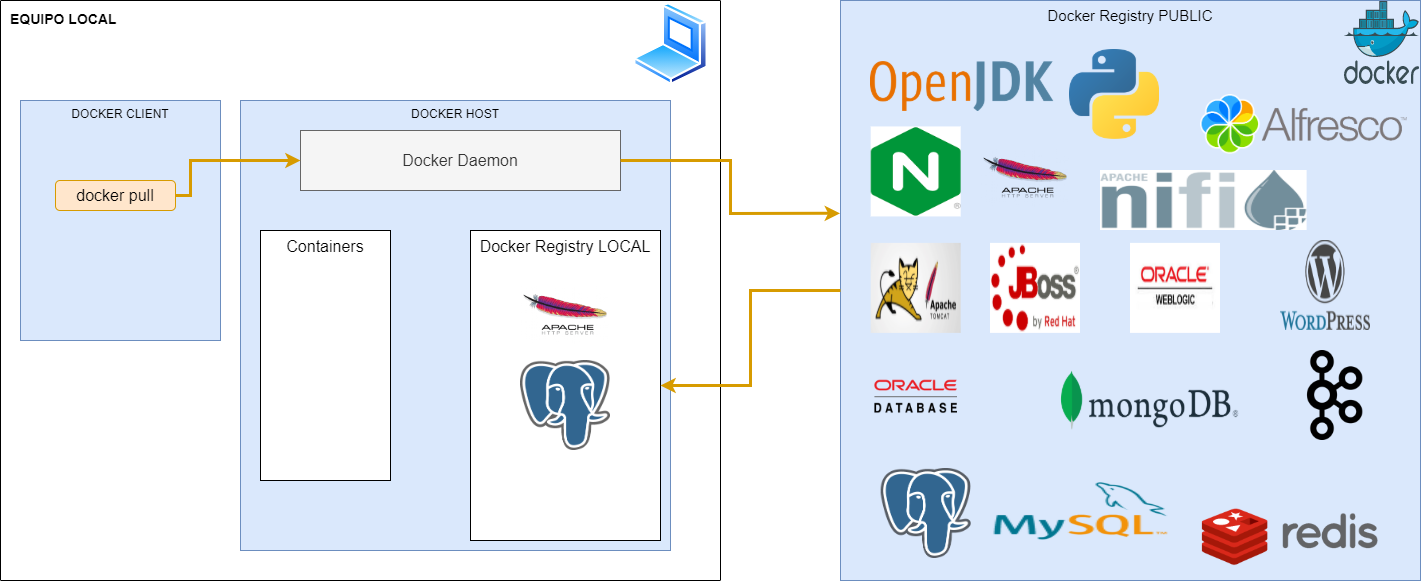 EQUIPO LOCAL
DOCKER CLIENT
docker pull
DOCKER HOST
Docker Daemon
Containers
Docker Registry LOCAL
APACHE
HTTP SERVER
Docker Registry PUBLIC
docker
OpenJDK
Alfresco™
N
®
APACHE
HTTP SERVER
APACHE
nifi
Apache
TOMCAT
JBoss®
by Red Hat
ORACLE®
WEBLOGIC
W
WORDPRESS
ORACLE
DATABASE
mongoDB®
MySQL™
redis